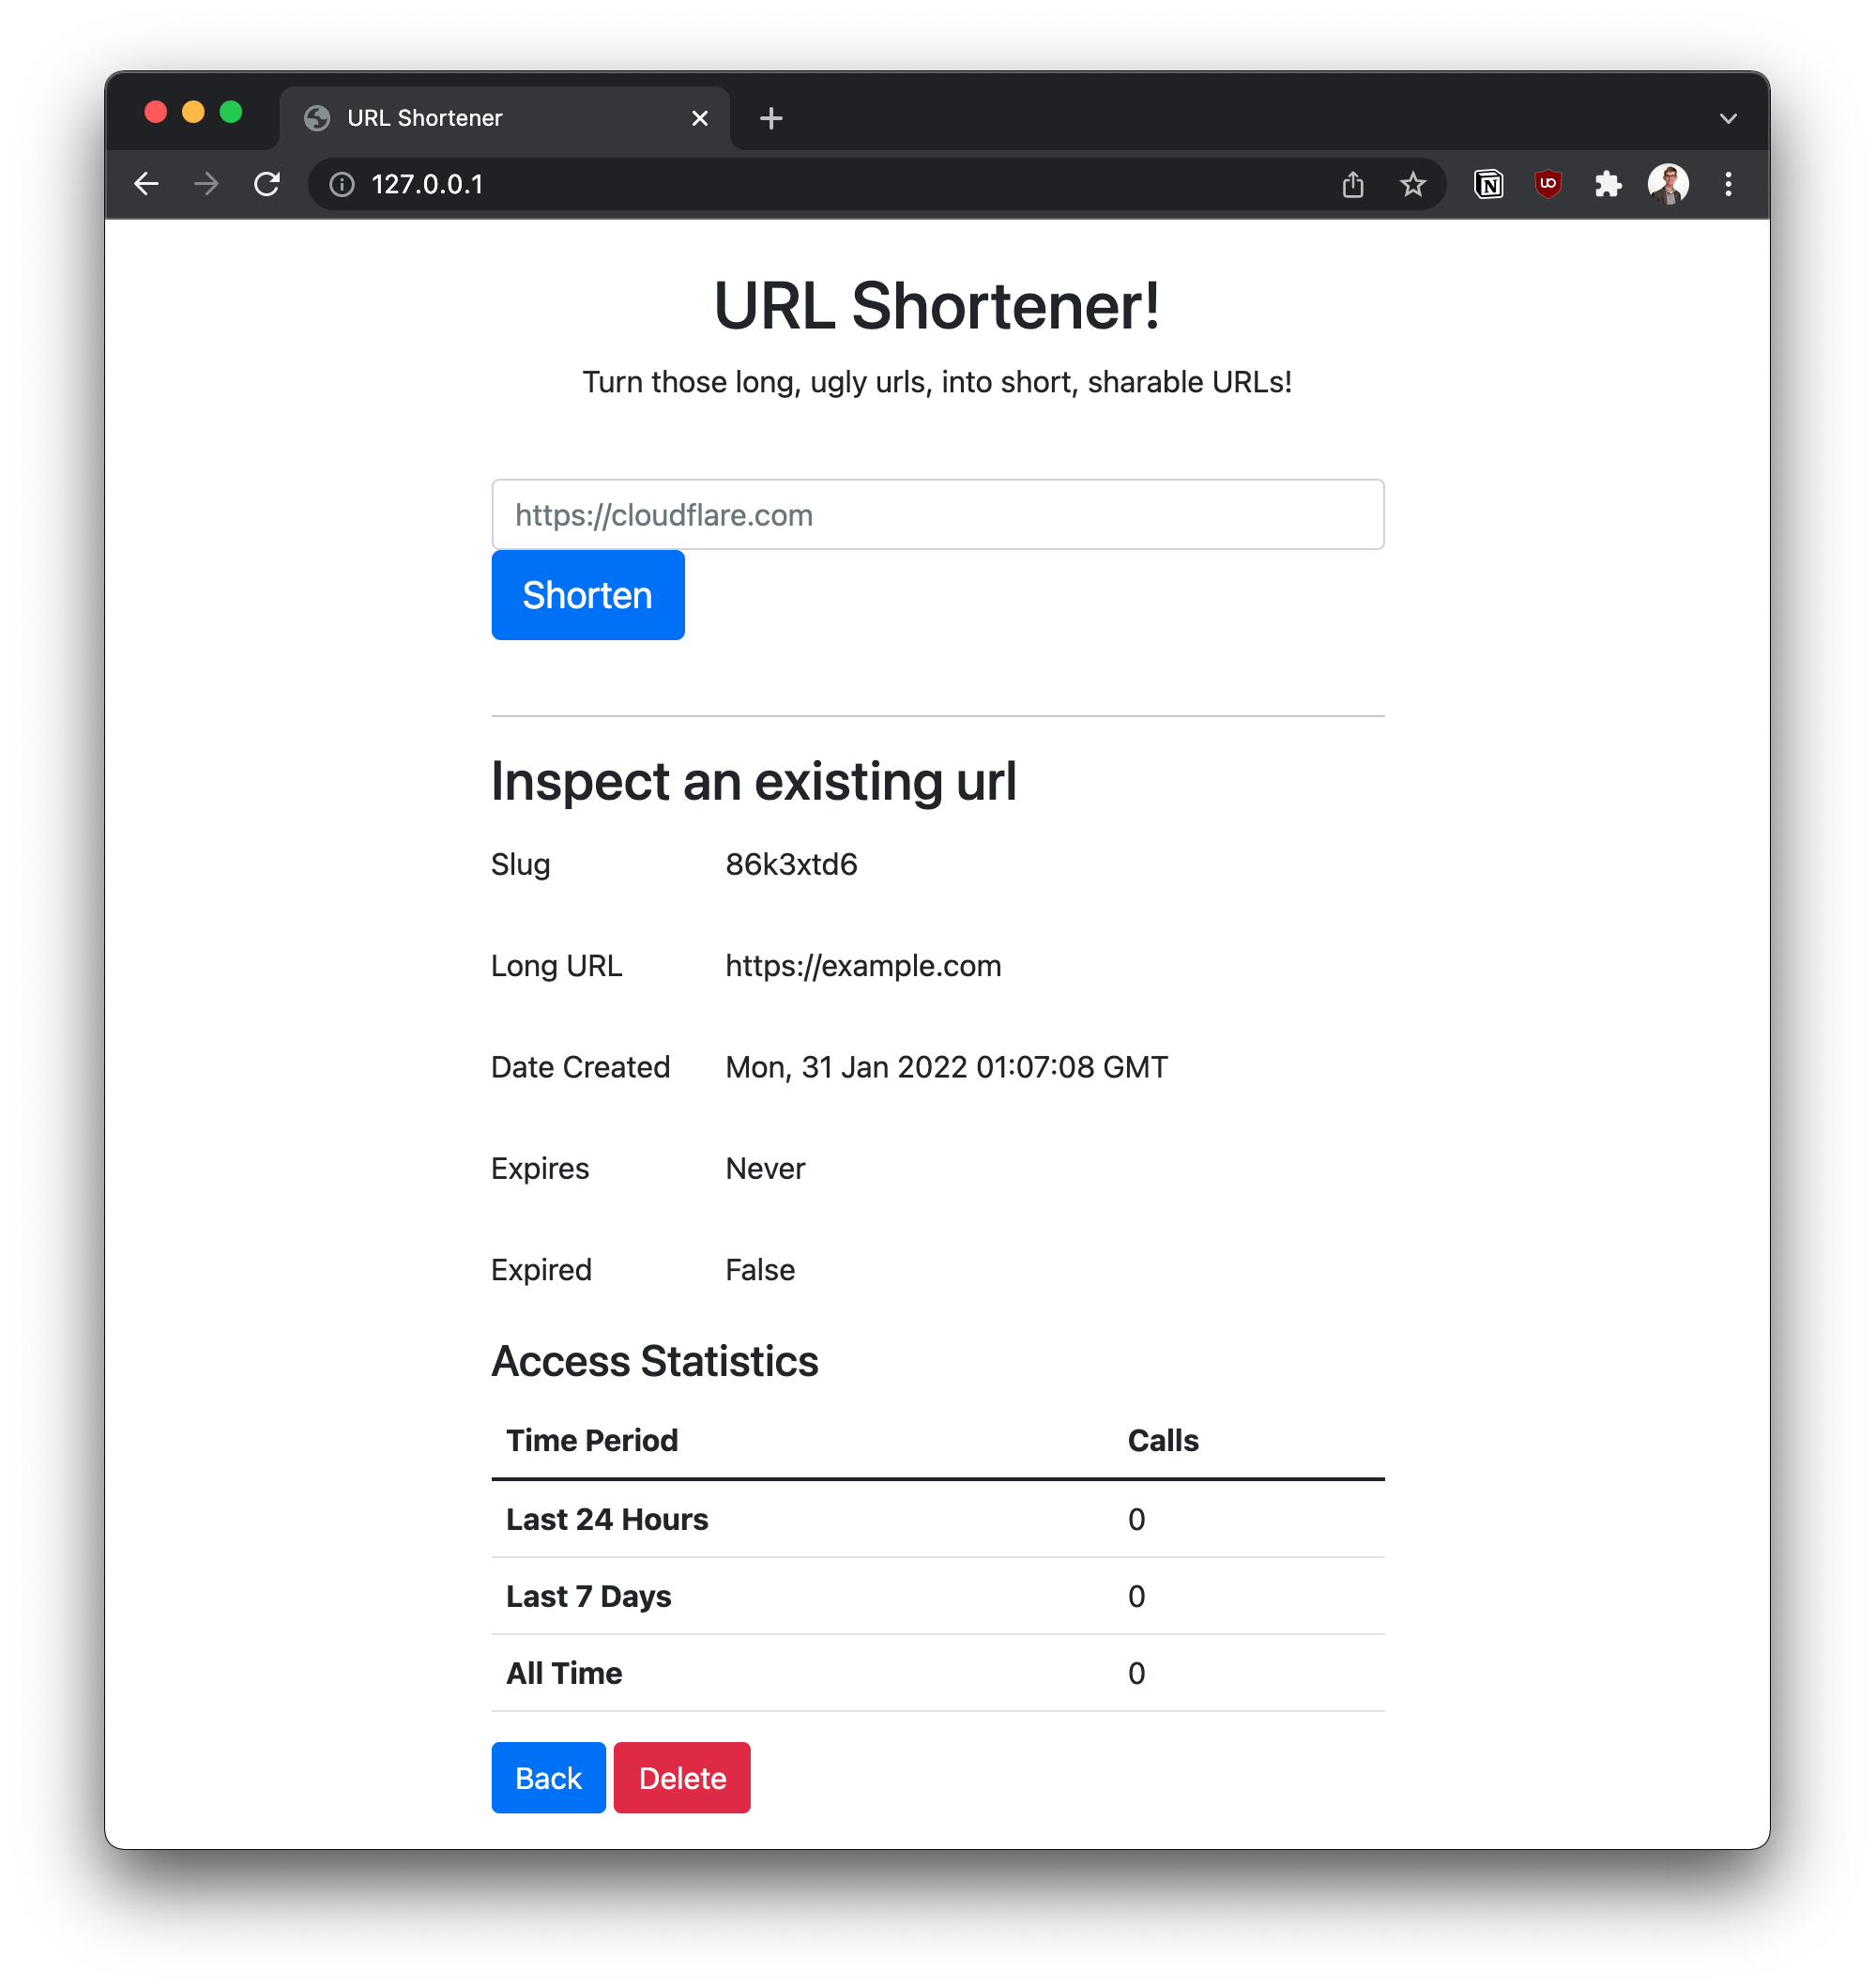 URL Shortener
127.0.0.1
URL Shortener!
Turn those long, ugly urls, into short, sharable URLs!
https://cloudflare.com
Shorten
Inspect an existing url
Slug 86k3xtd6
Long URL https://example.com
Date Created Mon, 31 Jan 2022 01:07:08 GMT
Expires Never
Expired False
Access Statistics
Time Period Calls
Last 24 Hours 0
Last 7 Days 0
All Time 0
Back Delete